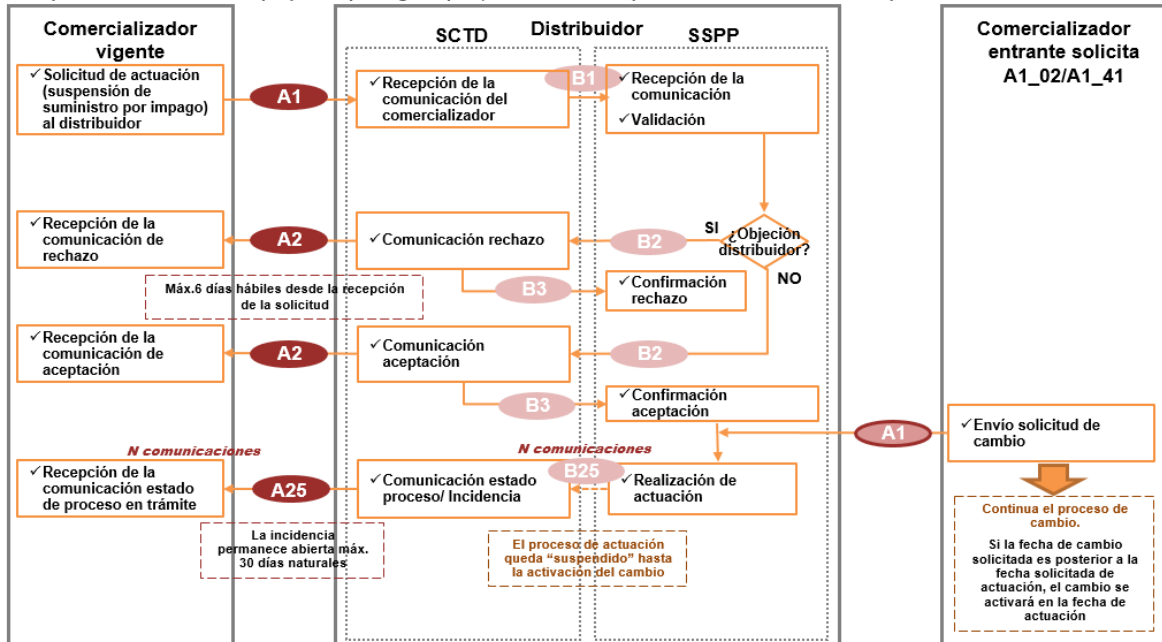 Comercializador
vigente
Distribuidor
SCTD
SSPP
Comercializador
entrante solicita
A1_02/A1_41
✓ Solicitud de actuación
(suspensión de
suministro por impago)
al distribuidor
A1
✓ Recepción de la
comunicación del
comercializador
B1
✓ Recepción de la
comunicación
✓ Validación
✓ Recepción de la
comunicación de
rechazo
A2
✓ Comunicación rechazo
B2
SI
¿Objeción
distribuidor?
NO
Máx.6 días hábiles desde la recepción
de la solicitud
B3
✓ Confirmación
rechazo
✓ Recepción de la
comunicación de
aceptación
A2
✓ Comunicación
aceptación
B2
B3
✓ Confirmación
aceptación
A1
✓ Envío solicitud de
cambio
N comunicaciones
N comunicaciones
✓ Recepción de la
comunicación estado
de proceso en trámite
A25
✓ Comunicación estado
proceso/ Incidencia
B25
✓ Realización de
actuación
La incidencia
permanece abierta máx.
30 días naturales
El proceso de actuación
queda “suspendido” hasta
la activación del cambio
Continua el proceso de
cambio.
Si la fecha de cambio
solicitada es posterior a la
fecha solicitada de
actuación, el cambio se
activará en la fecha de
actuación